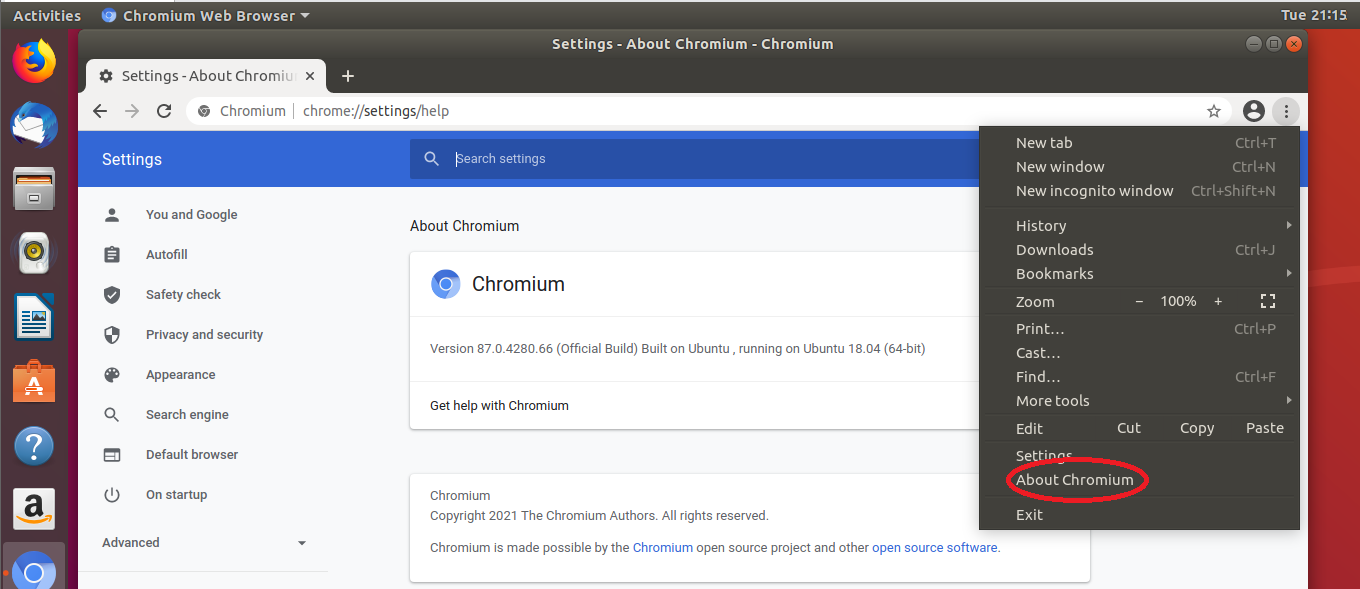 Activities
Chromium Web Browser
Tue 21:15
Settings - About Chromium - Chromium
Settings - About Chromiu
Chromium
chrome://settings/help
Settings
Search settings
You and Google
Autofill
Safety check
Privacy and security
Appearance
Search engine
Default browser
On startup
Advanced
About Chromium
Chromium
Version 87.0.4280.66 (Official Build) Built on Ubuntu , running on Ubuntu 18.04 (64-bit)
Get help with Chromium
Chromium
Copyright 2021 The Chromium Authors. All rights reserved.
Chromium is made possible by the Chromium open source project and other open source software.
New tab Ctrl+T
New window Ctrl+N
New incognito window Ctrl+Shift+N
History
Downloads Ctrl+J
Bookmarks
Zoom − 100% +
Print… Ctrl+P
Cast…
Find… Ctrl+F
More tools
Edit Cut Copy Paste
Settings
About Chromium
Exit